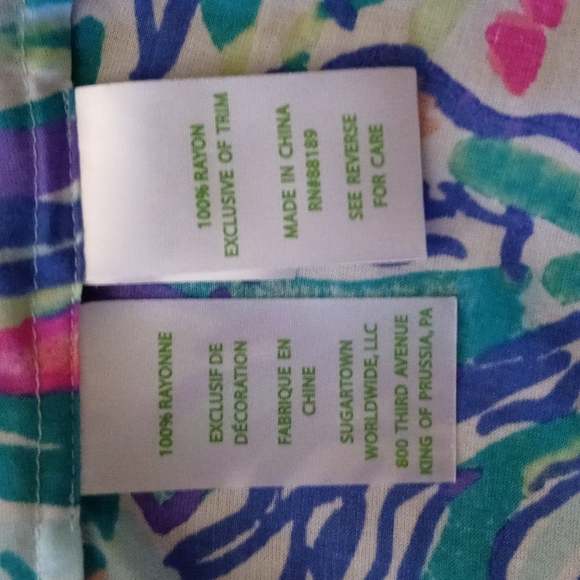 100% RAYON
EXCLUSIVE OF TRIM
MADE IN CHINA
RN#88189
SEE REVERSE
FOR CARE
100% RAYONNE
EXCLUSIF DE
DÉCORATION
FABRIQUE EN
CHINE
SUGARTOWN
WORLDWIDE, LLC
800 THIRD AVENUE
KING OF PRUSSIA, PA